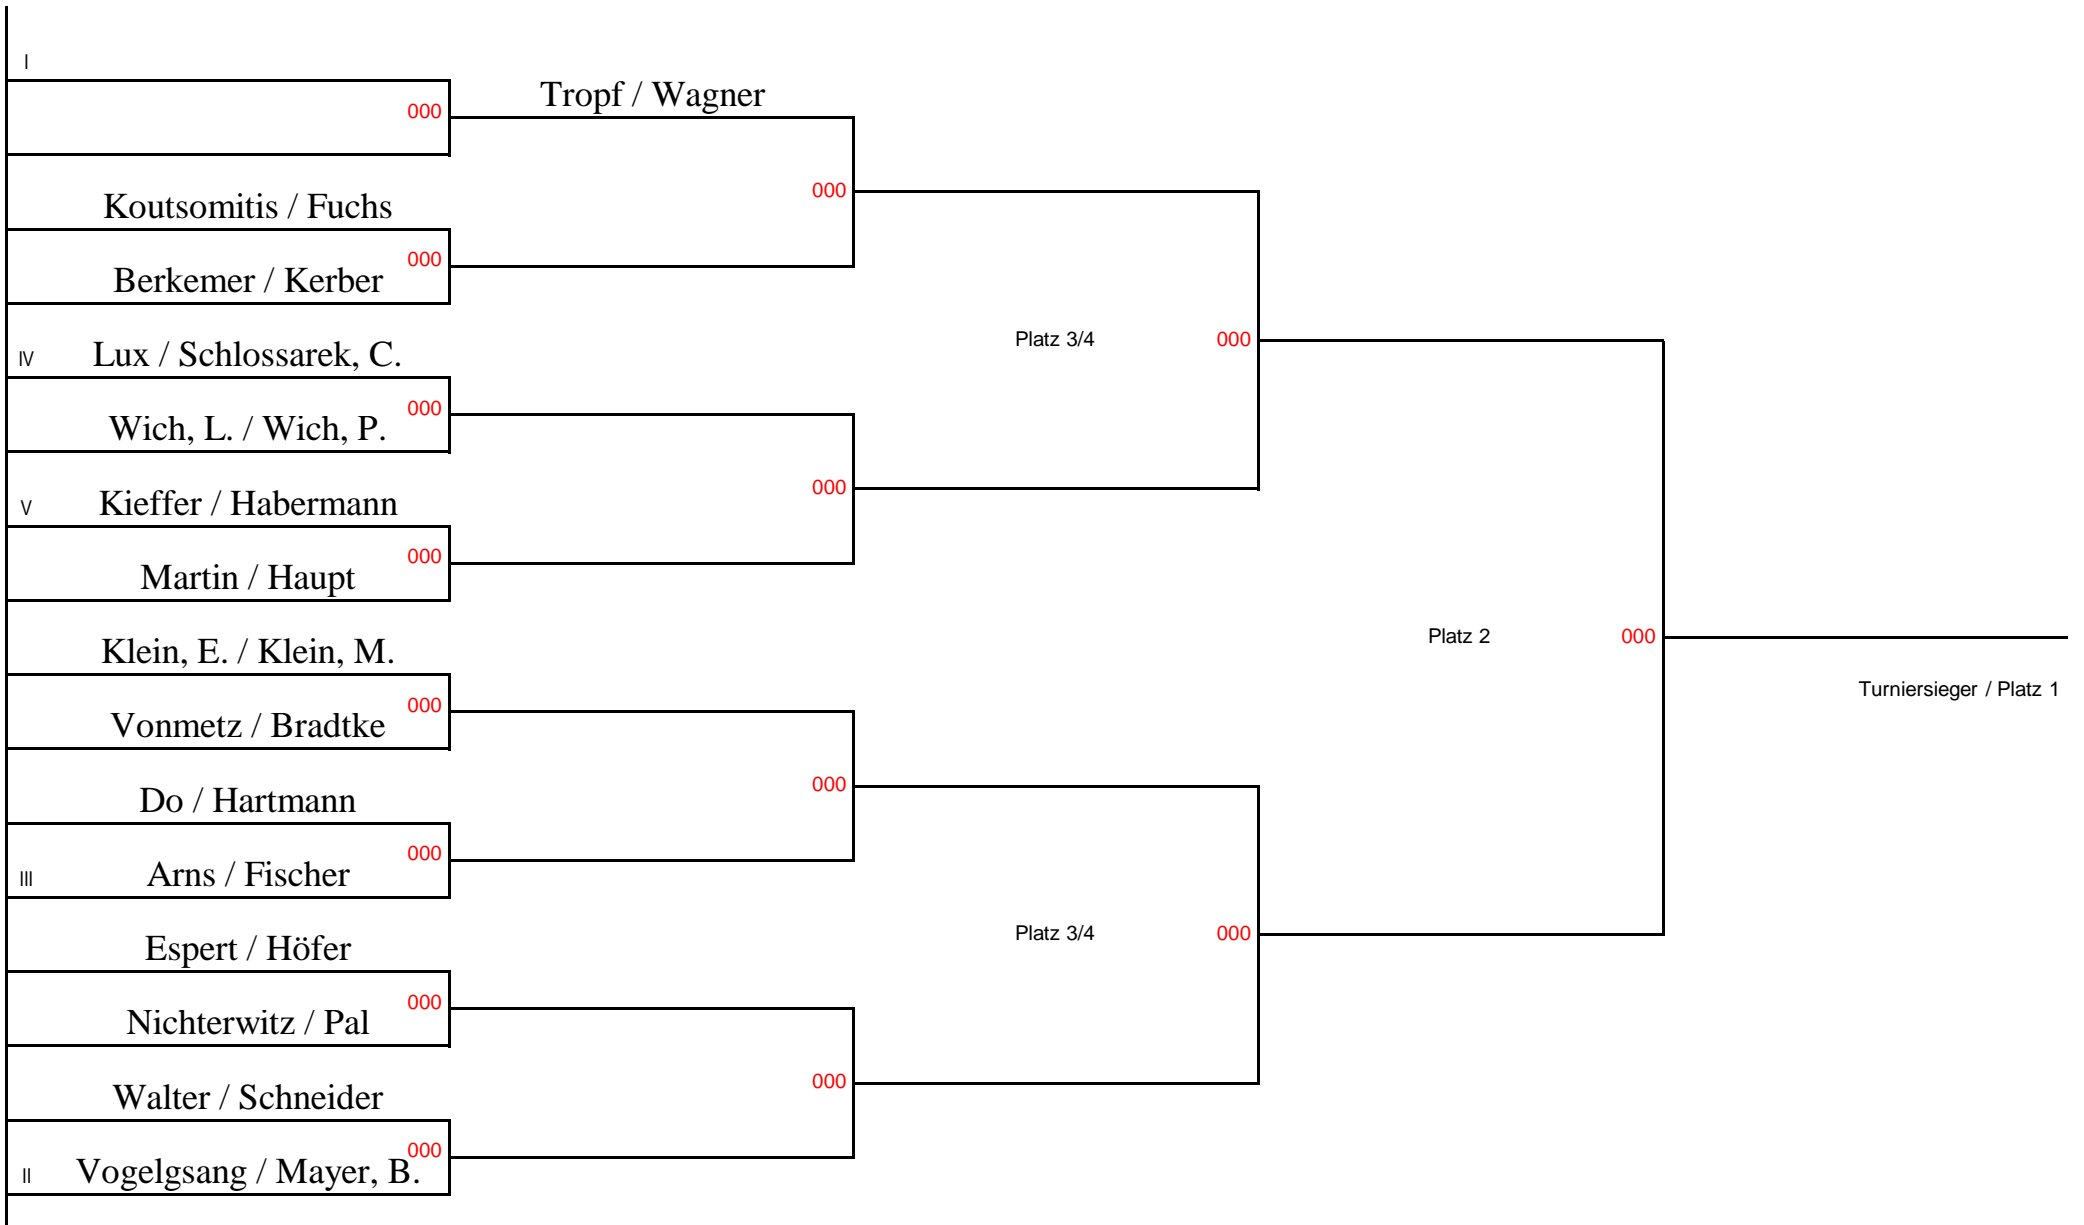 I
000
Tropf / Wagner
000
Koutsomitis / Fuchs
000
Berkemer / Kerber
Platz 3/4
000
IV
Lux / Schlossarek, C.
000
Wich, L. / Wich, P.
000
V
Kieffer / Habermann
000
Martin / Haupt
Platz 2
000
Klein, E. / Klein, M.
Turniersieger / Platz 1
000
Vonmetz / Bradtke
000
Do / Hartmann
000
III
Arns / Fischer
Platz 3/4
000
Espert / Höfer
000
Nichterwitz / Pal
000
Walter / Schneider
000
II
Vogelgsang / Mayer, B.